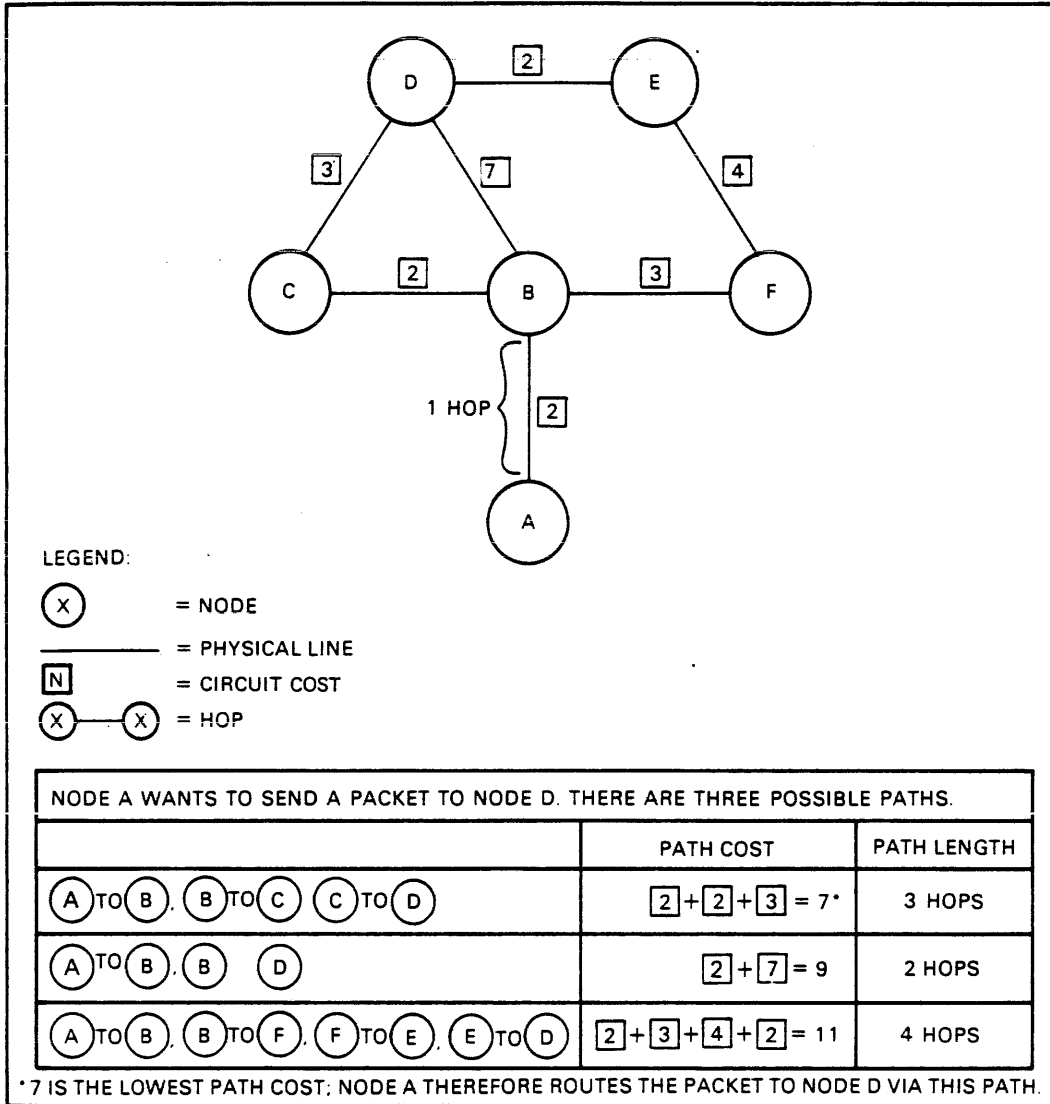 2
D
E
3
7
4
C
2
B
3
F
1 HOP
2
A
LEGEND:
X = NODE
= PHYSICAL LINE
N = CIRCUIT COST
X X = HOP
NODE A WANTS TO SEND A PACKET TO NODE D. THERE ARE THREE POSSIBLE PATHS.
PATH COST PATH LENGTH
A TO B, B TO C C TO D 2 + 2 + 3 = 7* 3 HOPS
A TO B, B D 2 + 7 = 9 2 HOPS
A TO B, B TO F, F TO E, E TO D 2 + 3 + 4 + 2 = 11 4 HOPS
*7 IS THE LOWEST PATH COST; NODE A THEREFORE ROUTES THE PACKET TO NODE D VIA THIS PATH.